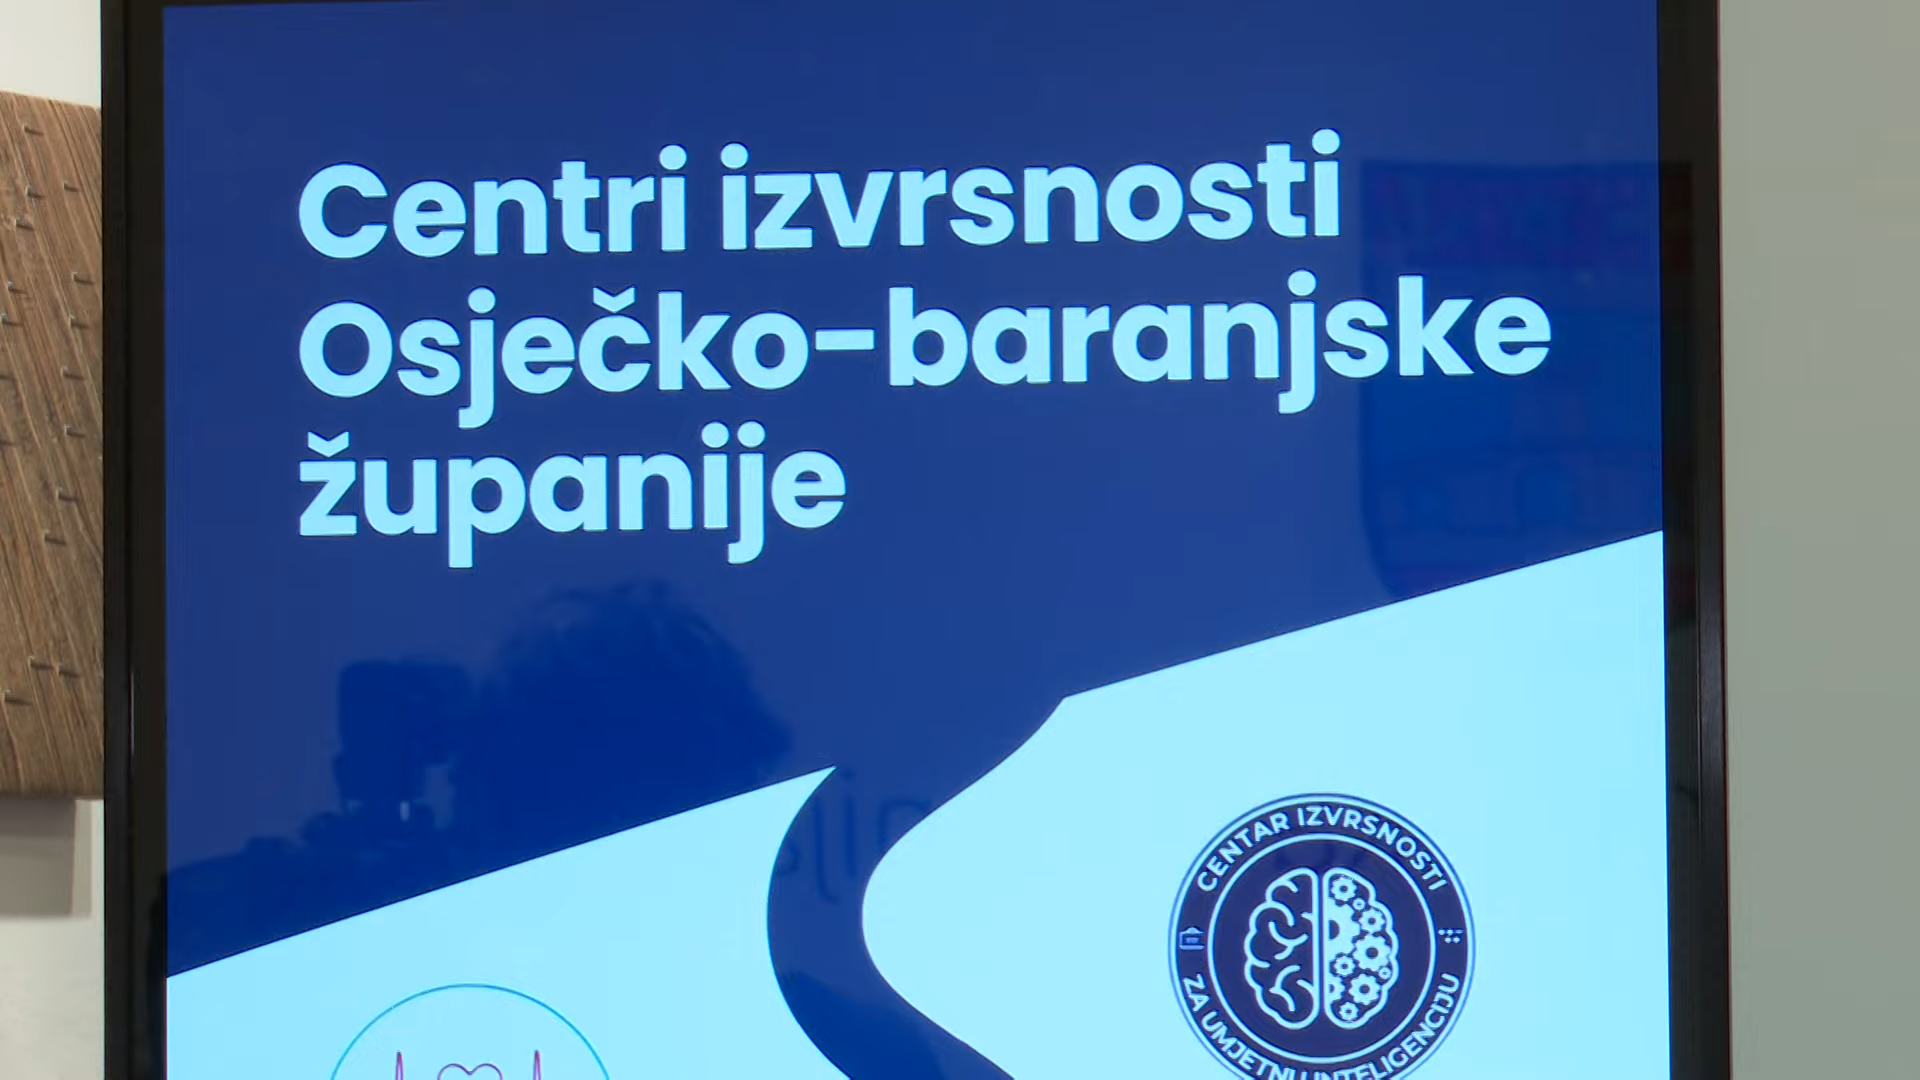 Centri izvrsnosti
Osječko-baranjske
županije
CENTAR IZVRSNOSTI
ZA UMJETNU INTELIGENCIJU